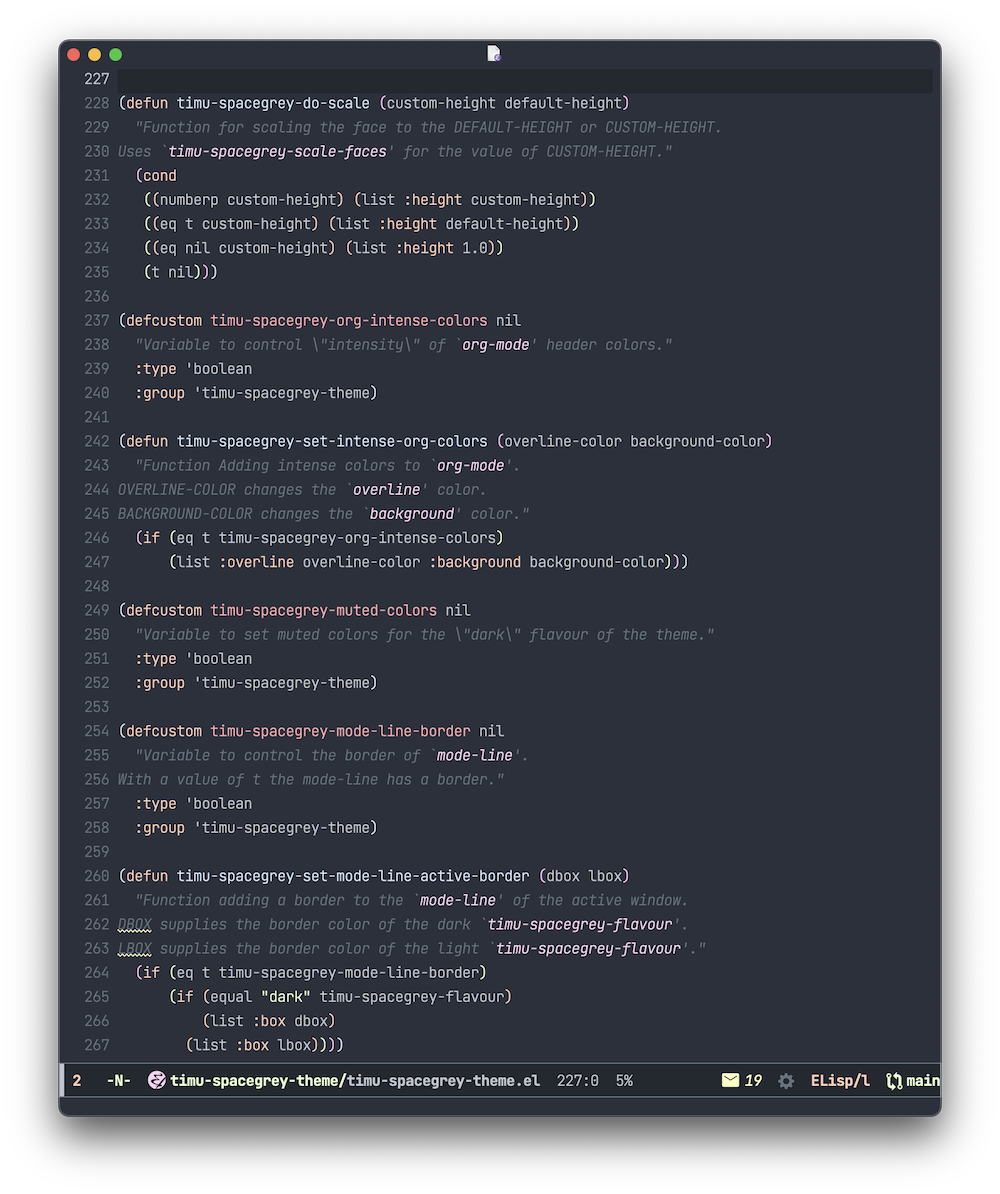 227
228 (defun timu-spacegrey-do-scale (custom-height default-height)
229   "Function for scaling the face to the DEFAULT-HEIGHT or CUSTOM-HEIGHT.
230 Uses `timu-spacegrey-scale-faces' for the value of CUSTOM-HEIGHT."
231   (cond
232    ((numberp custom-height) (list :height custom-height))
233    ((eq t custom-height) (list :height default-height))
234    ((eq nil custom-height) (list :height 1.0))
235    (t nil)))
236
237 (defcustom timu-spacegrey-org-intense-colors nil
238   "Variable to control \"intensity\" of `org-mode' header colors."
239   :type 'boolean
240   :group 'timu-spacegrey-theme)
241
242 (defun timu-spacegrey-set-intense-org-colors (overline-color background-color)
243   "Function Adding intense colors to `org-mode'.
244 OVERLINE-COLOR changes the `overline' color.
245 BACKGROUND-COLOR changes the `background' color."
246   (if (eq t timu-spacegrey-org-intense-colors)
247       (list :overline overline-color :background background-color)))
248
249 (defcustom timu-spacegrey-muted-colors nil
250   "Variable to set muted colors for the \"dark\" flavour of the theme."
251   :type 'boolean
252   :group 'timu-spacegrey-theme)
253
254 (defcustom timu-spacegrey-mode-line-border nil
255   "Variable to control the border of `mode-line'.
256 With a value of t the mode-line has a border."
257   :type 'boolean
258   :group 'timu-spacegrey-theme)
259
260 (defun timu-spacegrey-set-mode-line-active-border (dbox lbox)
261   "Function adding a border to the `mode-line' of the active window.
262 DBOX supplies the border color of the dark `timu-spacegrey-flavour'.
263 LBOX supplies the border color of the light `timu-spacegrey-flavour'."
264   (if (eq t timu-spacegrey-mode-line-border)
265       (if (equal "dark" timu-spacegrey-flavour)
266           (list :box dbox)
267         (list :box lbox))))
2 -N- timu-spacegrey-theme/timu-spacegrey-theme.el 227:0 5% 19 ELisp/l main